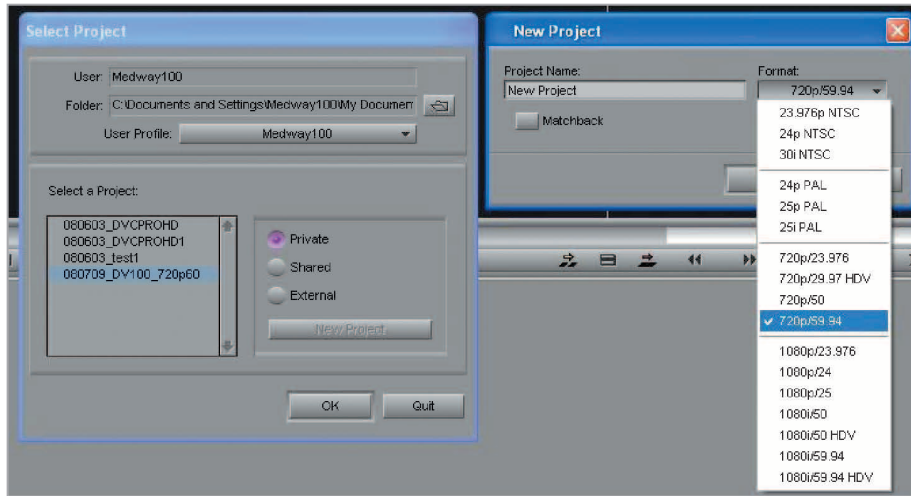 Select Project
User: Medway100
Folder: C:\Documents and Settings\Medway100\My Documen
User Profile: Medway100
Select a Project:
080603_DVCPROHD
080603_DVCPROHD1
080603_test1
080709_DV100_720p60
Private
Shared
External
New Project
OK
Quit
New Project
Project Name:
New Project
Matchback
Format:
720p/59.94
23.976p NTSC
24p NTSC
30i NTSC
24p PAL
25p PAL
25i PAL
720p/23.976
720p/29.97 HDV
720p/50
720p/59.94
1080p/23.976
1080p/24
1080p/25
1080i/50
1080i/50 HDV
1080i/59.94
1080i/59.94 HDV